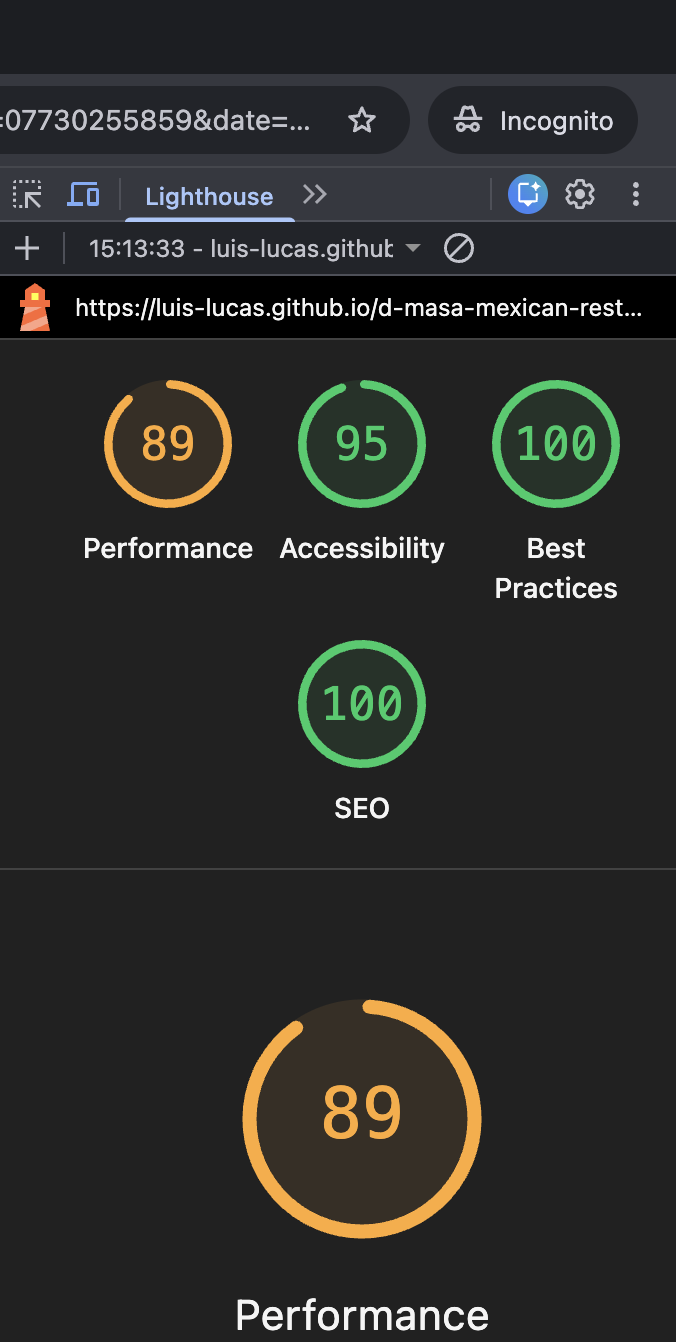 =07730255859&date=...
Incognito
Lighthouse
15:13:33 - luis-lucas.github
https://luis-lucas.github.io/d-masa-mexican-rest...
89
95
100
Performance
Accessibility
Best
Practices
100
SEO
89
Performance